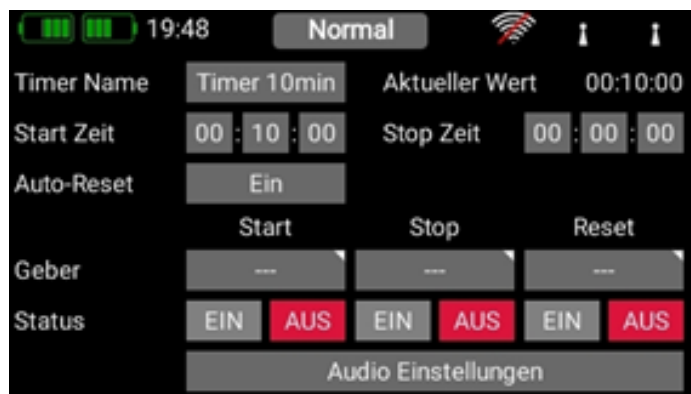 19:48 Normal
Timer Name Timer 10min Aktueller Wert 00:10:00
Start Zeit 00 : 10 : 00 Stop Zeit 00 : 00 : 00
Auto-Reset Ein
Start Stop Reset
Geber --- --- ---
Status EIN AUS EIN AUS EIN AUS
Audio Einstellungen